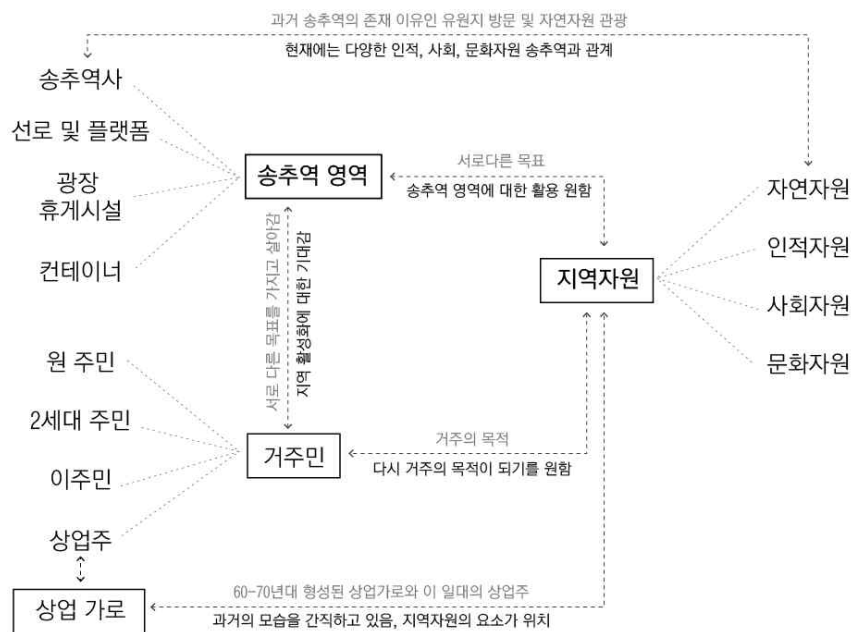 과거 송추역의 존재 이유인 유원지 방문 및 자연자원 관광
현재에는 다양한 인적, 사회, 문화자원 송추역과 관계
송추역사
선로 및 플랫폼
광장
휴게시설
컨테이너
송추역 영역
서로다른 목표
송추역 영역에 대한 활용 원함
자연자원
인적자원
사회자원
문화자원
지역자원
서로 다른 목표를 가지고 살아감
지역 활성화에 대한 기대감
원 주민
2세대 주민
이주민
상업주
거주민
거주의 목적
다시 거주의 목적이 되기를 원함
상업 가로
60-70년대 형성된 상업가로와 이 일대의 상업주
과거의 모습을 간직하고 있음, 지역자원의 요소가 위치